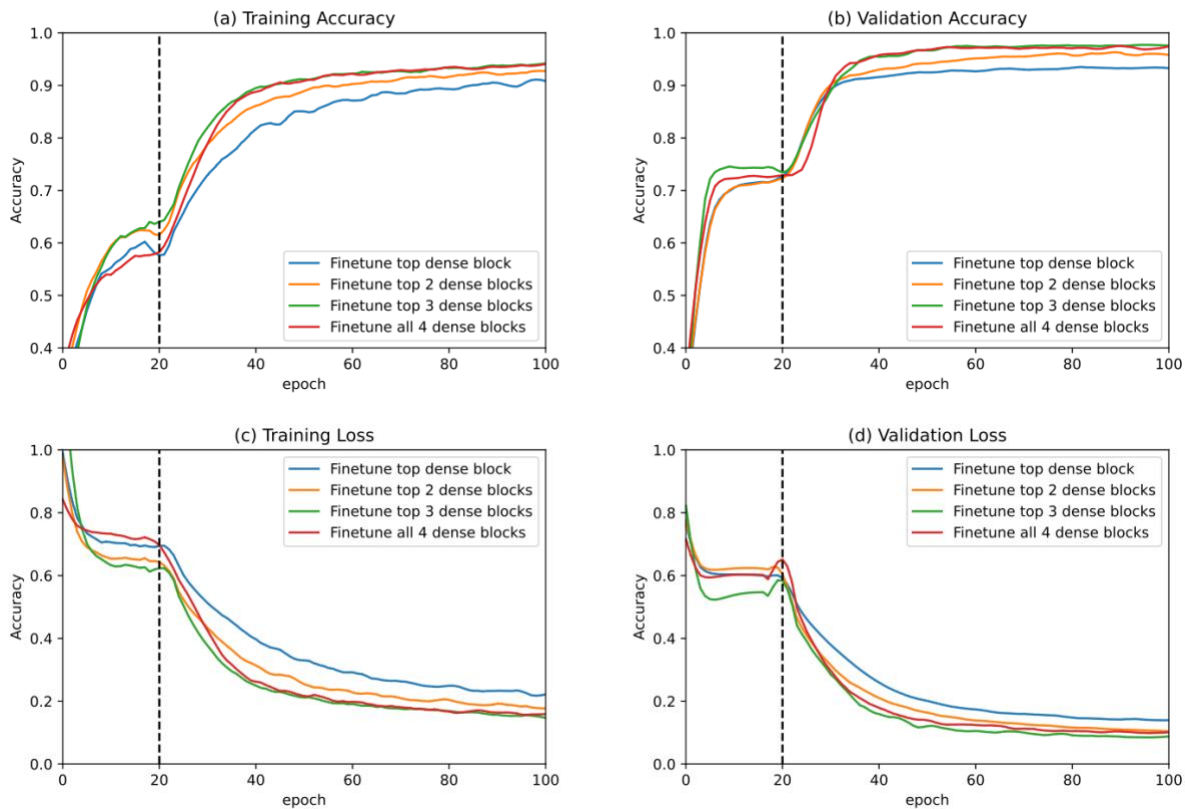 (a) Training Accuracy
1.0
0.9
0.8
0.7
0.6
0.5
0.4
Accuracy
0 20 40 60 80 100
epoch
Finetune top dense block
Finetune top 2 dense blocks
Finetune top 3 dense blocks
Finetune all 4 dense blocks
(b) Validation Accuracy
1.0
0.9
0.8
0.7
0.6
0.5
0.4
Accuracy
0 20 40 60 80 100
epoch
Finetune top dense block
Finetune top 2 dense blocks
Finetune top 3 dense blocks
Finetune all 4 dense blocks
(c) Training Loss
1.0
0.8
0.6
0.4
0.2
0.0
Accuracy
0 20 40 60 80 100
epoch
Finetune top dense block
Finetune top 2 dense blocks
Finetune top 3 dense blocks
Finetune all 4 dense blocks
(d) Validation Loss
1.0
0.8
0.6
0.4
0.2
0.0
Accuracy
0 20 40 60 80 100
epoch
Finetune top dense block
Finetune top 2 dense blocks
Finetune top 3 dense blocks
Finetune all 4 dense blocks